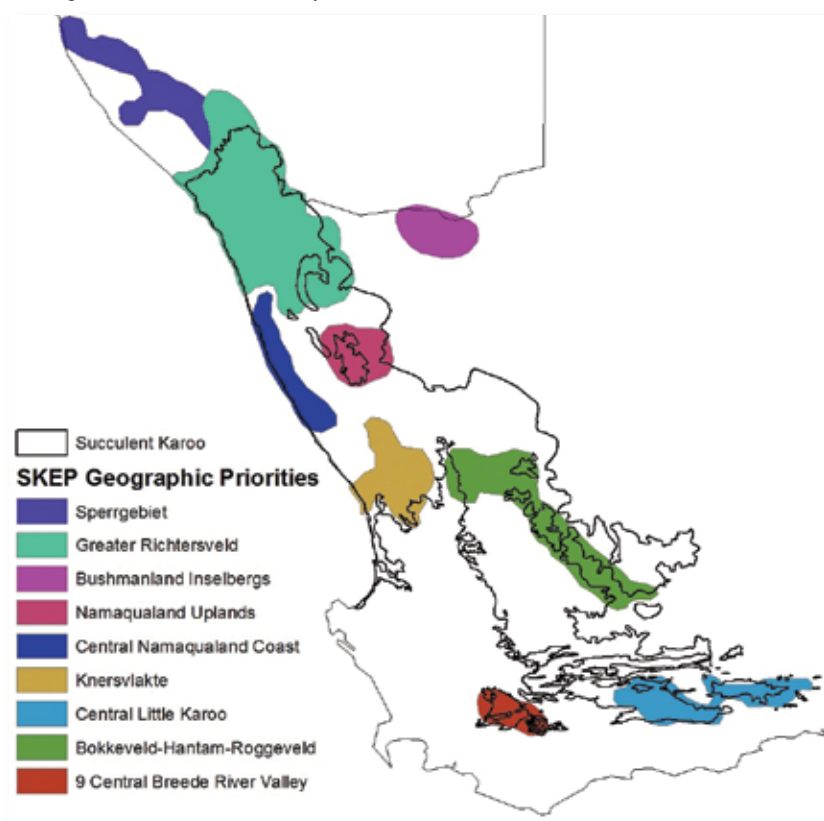 Succulent Karoo
SKEP Geographic Priorities
Sperrgebiet
Greater Richtersveld
Bushmanland Inselbergs
Namaqualand Uplands
Central Namaqualand Coast
Knersvlakte
Central Little Karoo
Bokkeveld-Hantam-Roggeveld
9 Central Breede River Valley